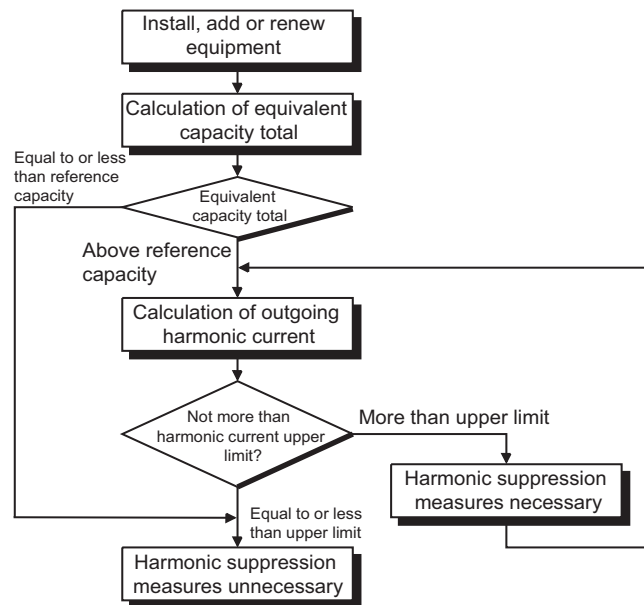 Install, add or renew
equipment
Calculation of equivalent
capacity total
Equal to or less
than reference
capacity
Equivalent
capacity total
Above reference
capacity
Calculation of outgoing
harmonic current
Not more than
harmonic current upper
limit?
More than upper limit
Harmonic suppression
measures necessary
Equal to or less
than upper limit
Harmonic suppression
measures unnecessary